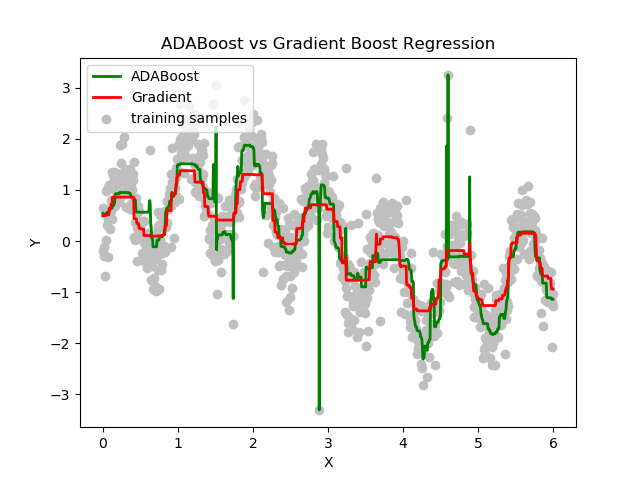 ADABoost vs Gradient Boost Regression
ADABoost
Gradient
training samples
Y
3
2
1
0
−1
−2
−3
0 1 2 3 4 5 6
X